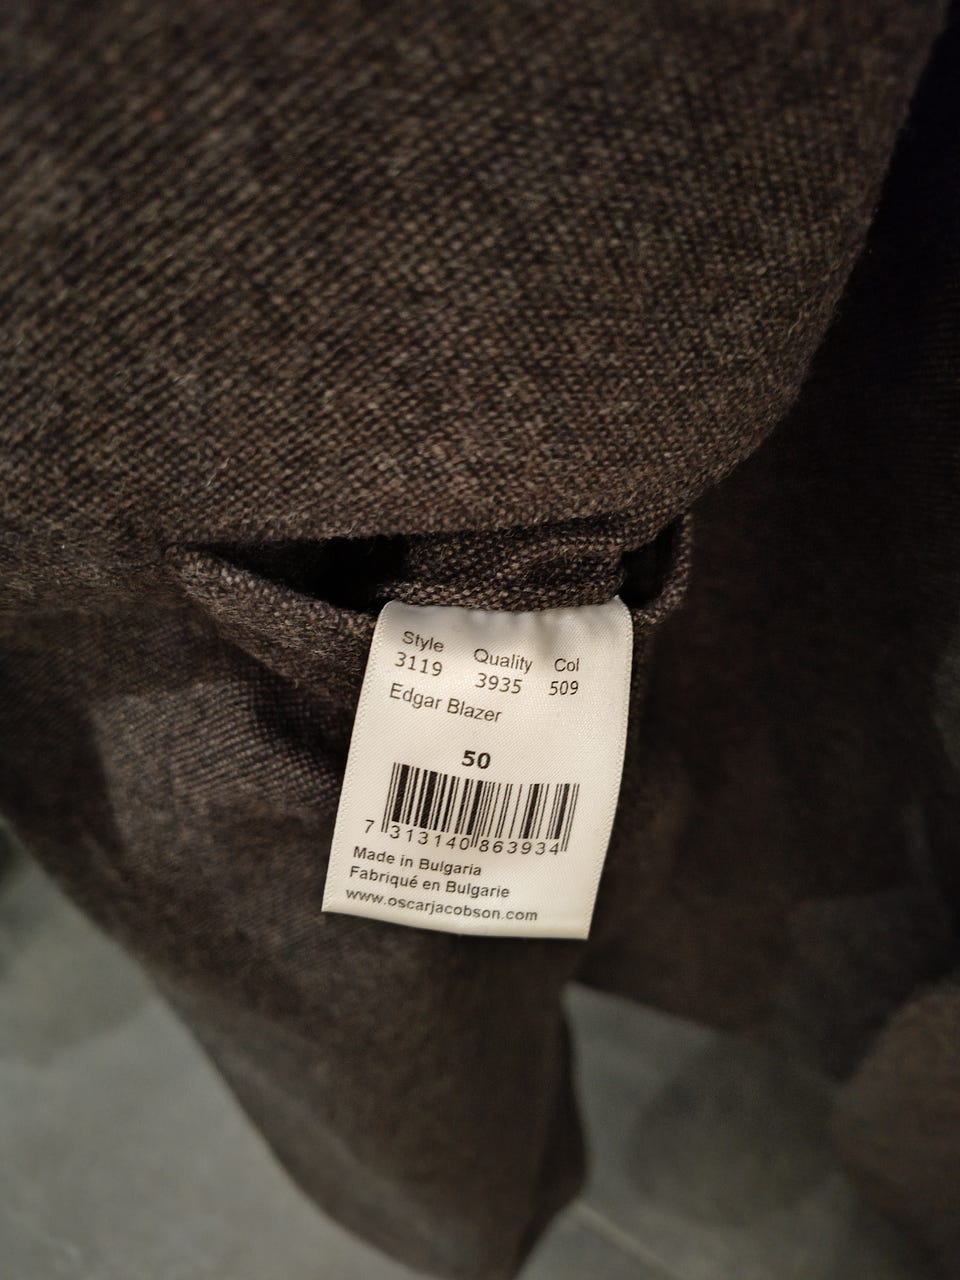 Style Quality Col
3119 3935 509
Edgar Blazer
50
7 313140 863934
Made in Bulgaria
Fabriqué en Bulgarie
www.oscarjacobson.com